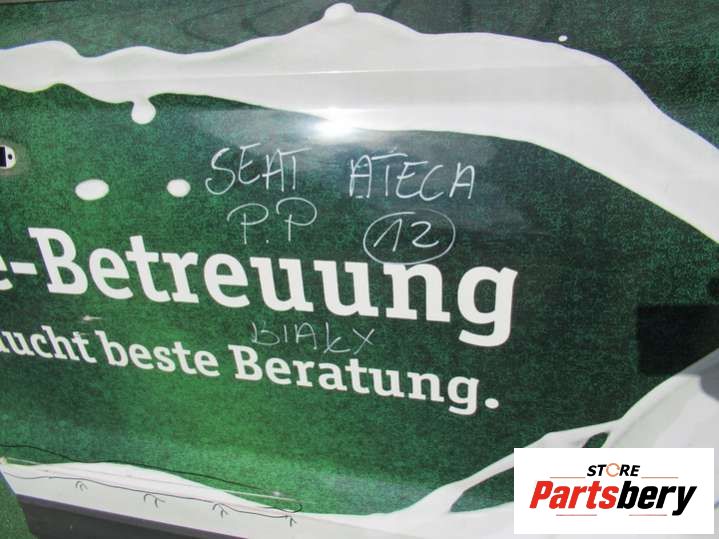 SEAT ATECA
P.P 12
e-Betreuung
BIAŁY
ucht beste Beratung.
STORE
Partsbery